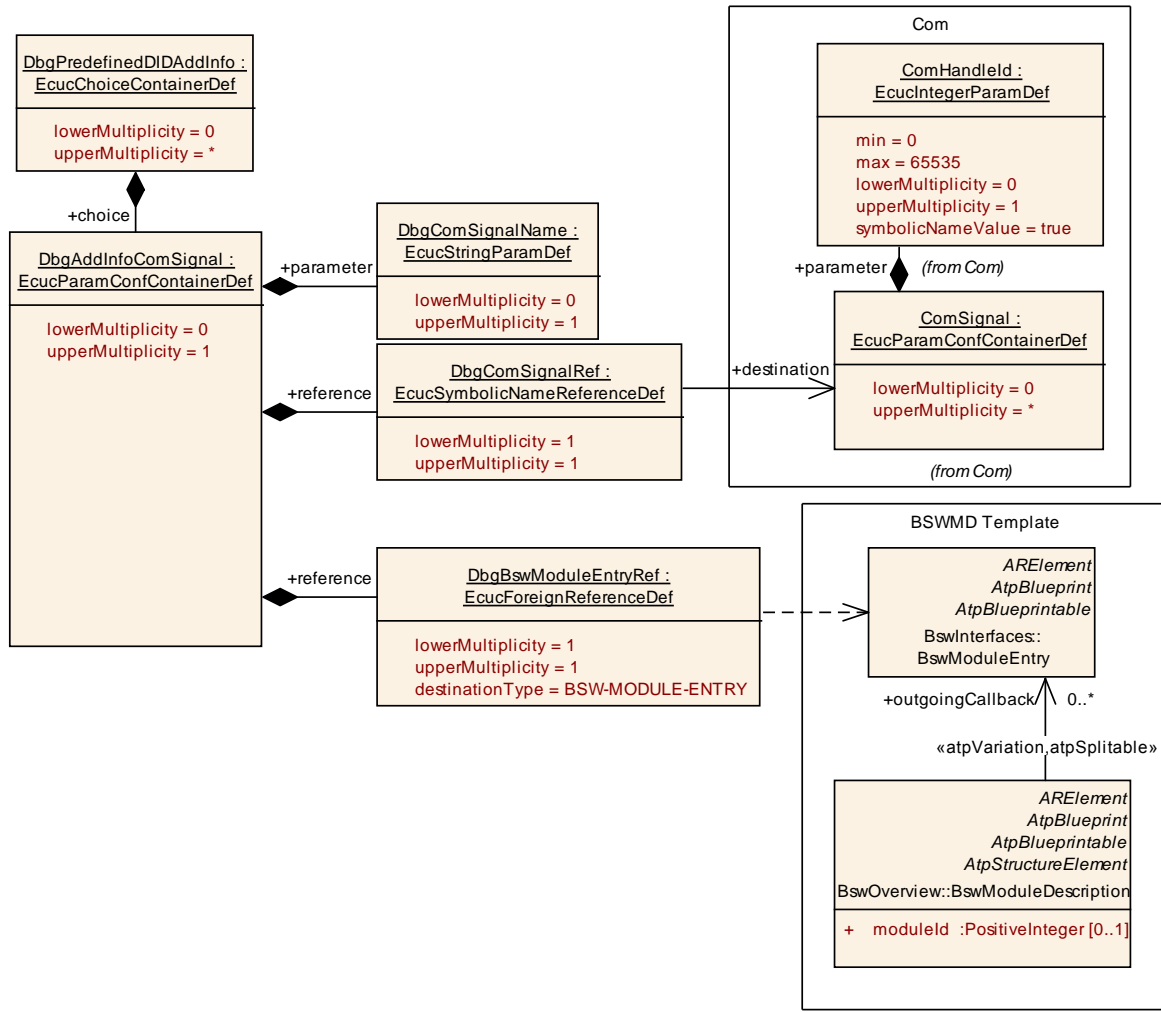 DbgPredefinedDIDAddInfo :
EcucChoiceContainerDef
lowerMultiplicity = 0
upperMultiplicity = *
+choice
DbgAddInfoComSignal :
EcucParamConfContainerDef
lowerMultiplicity = 0
upperMultiplicity = 1
+parameter
DbgComSignalName :
EcucStringParamDef
lowerMultiplicity = 0
upperMultiplicity = 1
+reference
DbgComSignalRef :
EcucSymbolicNameReferenceDef
lowerMultiplicity = 1
upperMultiplicity = 1
+destination
Com
ComHandleId :
EcucIntegerParamDef
min = 0
max = 65535
lowerMultiplicity = 0
upperMultiplicity = 1
symbolicNameValue = true
(from Com)
+parameter
ComSignal :
EcucParamConfContainerDef
lowerMultiplicity = 0
upperMultiplicity = *
(from Com)
+reference
DbgBswModuleEntryRef :
EcucForeignReferenceDef
lowerMultiplicity = 1
upperMultiplicity = 1
destinationType = BSW-MODULE-ENTRY
BSWMD Template
ARElement
AtpBlueprint
AtpBlueprintable
BswInterfaces::
BswModuleEntry
+outgoingCallback 0..*
«atpVariation,atpSplitable»
ARElement
AtpBlueprint
AtpBlueprintable
AtpStructureElement
BswOverview::BswModuleDescription
+ moduleId :PositiveInteger [0..1]